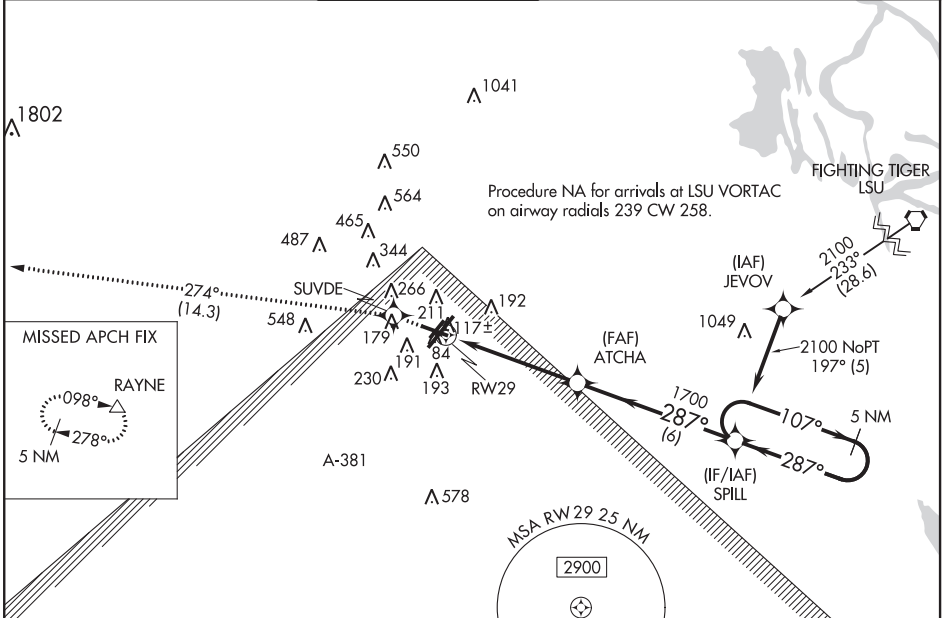 1041
1802
550
FIGHTING TIGER
LSU
Procedure NA for arrivals at LSU VORTAC
on airway radials 239 CW 258.
564
465
487
344
2100
233°
(28.6)
(IAF)
JEVOV
274°
(14.3)
SUVDE
266
211
192
548
179
117±
1049
84
191
230
193
RW29
(FAF)
ATCHA
2100 NoPT
197° (5)
MISSED APCH FIX
RAYNE
098°
278°
5 NM
1700
287°
(6)
107°
5 NM
287°
(IF/IAF)
SPILL
A-381
578
MSA RW29 25 NM
2900